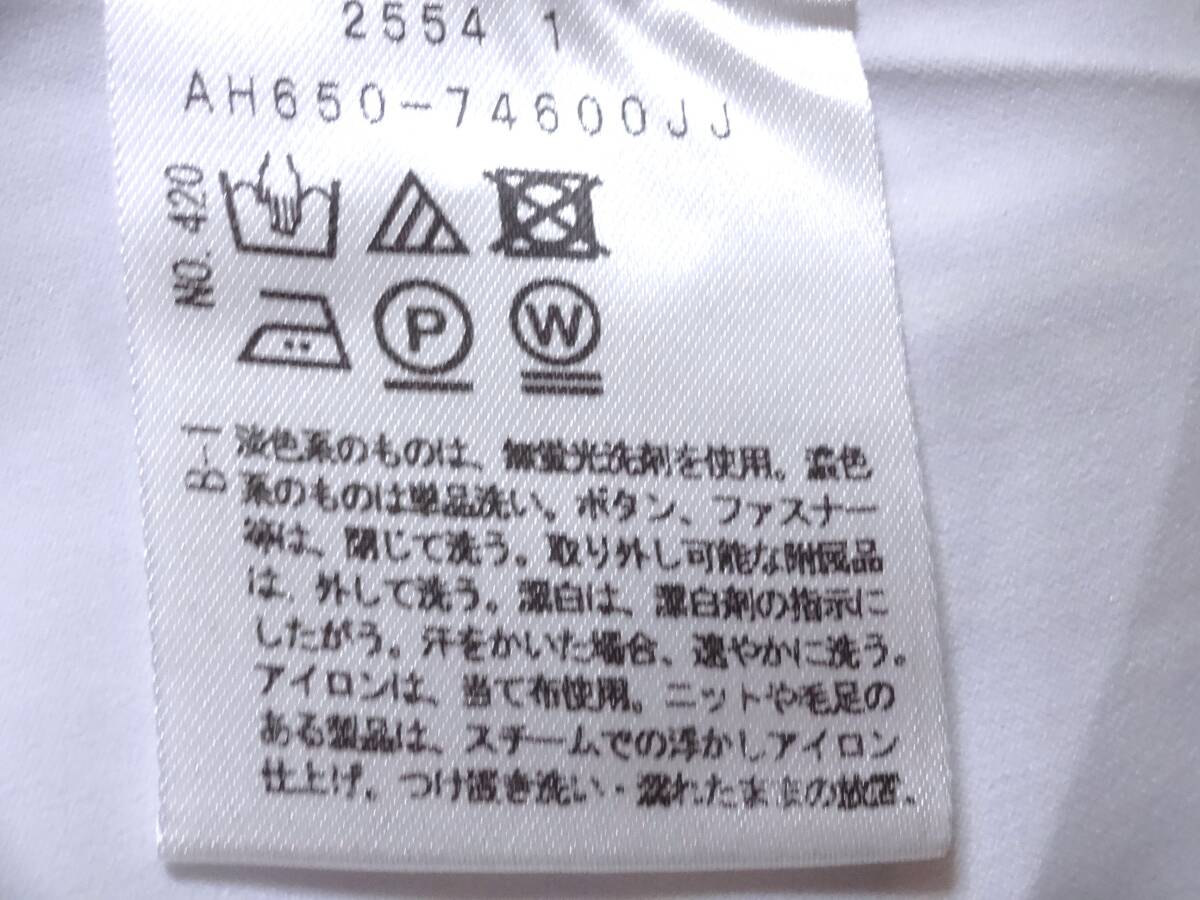 2554 1
AH650-74600JJ
NO. 420
P
W
B-1
淡色系のものは、無蛍光洗剤を使用。濃色
系のものは単品洗い。ボタン、ファスナー
等は、閉じて洗う。取り外し可能な附属品
は、外して洗う。漂白は、漂白剤の指示に
したがう。汗をかいた場合、速やかに洗う。
アイロンは、当て布使用。ニットや毛足の
ある製品は、スチームでの浮かしアイロン
仕上げ。つけ置き洗い・濡れたままの放置、